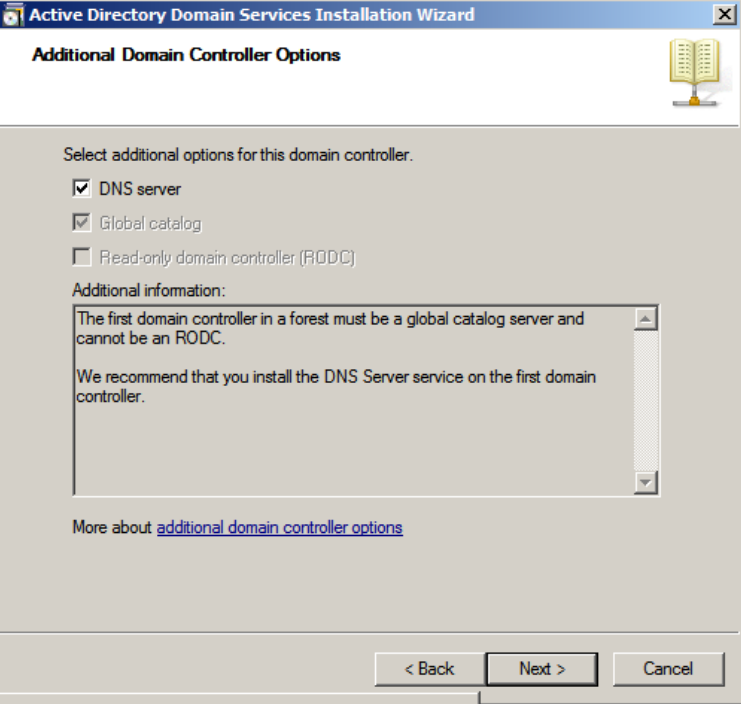 Active Directory Domain Services Installation Wizard
Additional Domain Controller Options
Select additional options for this domain controller.
DNS server
Global catalog
Read-only domain controller (RODC)
Additional information:
The first domain controller in a forest must be a global catalog server and
cannot be an RODC.
We recommend that you install the DNS Server service on the first domain
controller.
More about additional domain controller options
< Back
Next >
Cancel